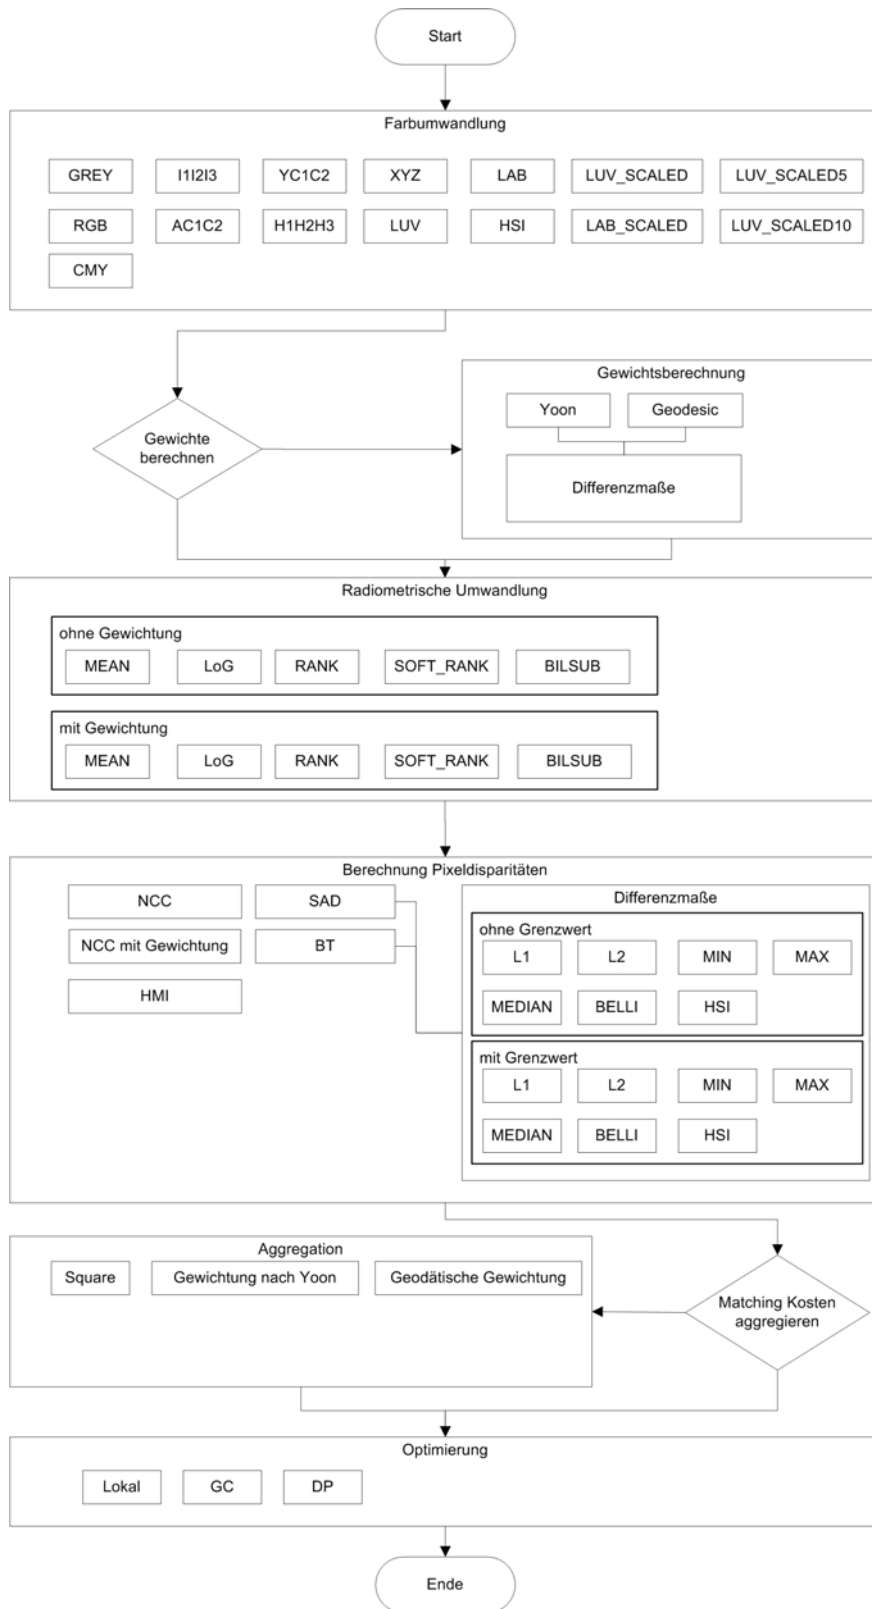 Start
Farbumwandlung
GREY I1I2I3 YC1C2 XYZ LAB LUV_SCALED LUV_SCALED5
RGB AC1C2 H1H2H3 LUV HSI LAB_SCALED LUV_SCALED10
CMY
Gewichtsberechnung
Yoon Geodesic
Gewichte
berechnen
Differenzmaße
Radiometrische Umwandlung
ohne Gewichtung
MEAN LoG RANK SOFT_RANK BILSUB
mit Gewichtung
MEAN LoG RANK SOFT_RANK BILSUB
Berechnung Pixeldisparitäten
NCC SAD
NCC mit Gewichtung BT
HMI
Differenzmaße
ohne Grenzwert
L1 L2 MIN MAX
MEDIAN BELLI HSI
mit Grenzwert
L1 L2 MIN MAX
MEDIAN BELLI HSI
Aggregation
Square Gewichtung nach Yoon Geodätische Gewichtung
Matching Kosten
aggregieren
Optimierung
Lokal GC DP
Ende